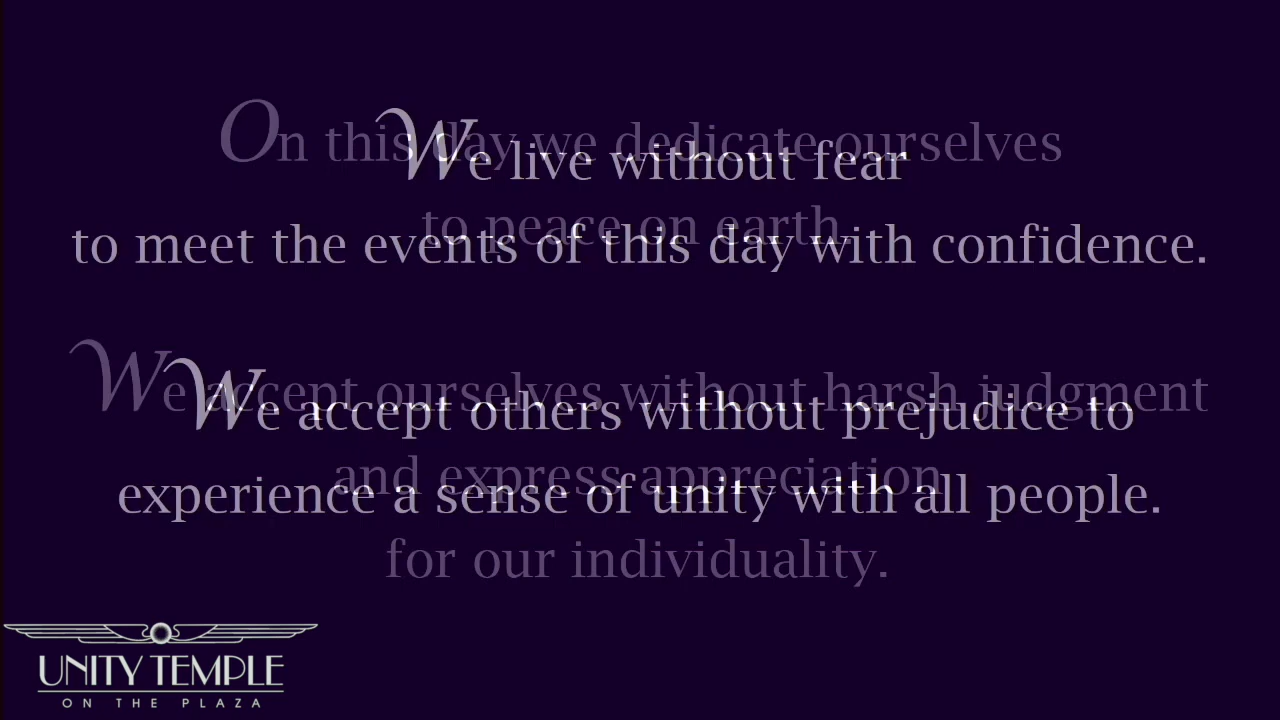 On this day we dedicate ourselves
We live without fear
to peace on earth.
to meet the events of this day with confidence.
We accept ourselves without harsh judgment
We accept others without prejudice to
and express appreciation
experience a sense of unity with all people.
for our individuality.
UNITY TEMPLE
ON THE PLAZA